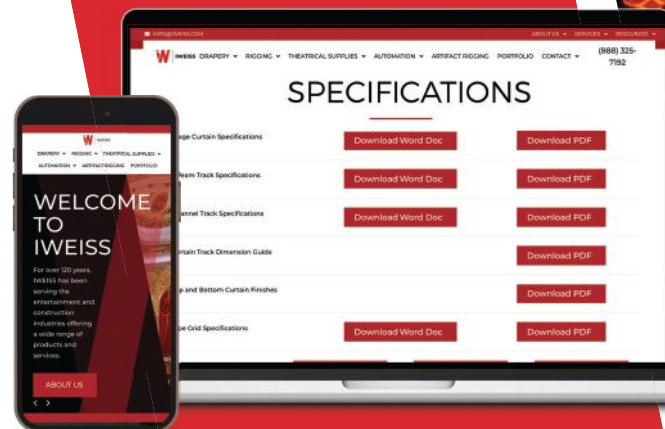 INFO@IWEISS.COM
ABOUT US SERVICES RESOURCES
W IWEISS DRAPERY RIGGING THEATRICAL SUPPLIES AUTOMATION ARTIFACT RIGGING PORTFOLIO CONTACT (888) 325-
7192
SPECIFICATIONS
Curtain Specifications Download Word Doc Download PDF
Track Specifications Download Word Doc Download PDF
Track Specifications Download Word Doc Download PDF
Track Dimension Guide Download PDF
and Bottom Curtain Finishes Download PDF
Grid Specifications Download Word Doc Download PDF
W IWEISS
DRAPERY RIGGING THEATRICAL SUPPLIES
AUTOMATION ARTIFACT RIGGING PORTFOLIO
WELCOME
TO
IWEISS
For over 120 years,
IWEISS has been
serving the
entertainment and
construction
industries offering
a wide range of
products and
services.
ABOUT US